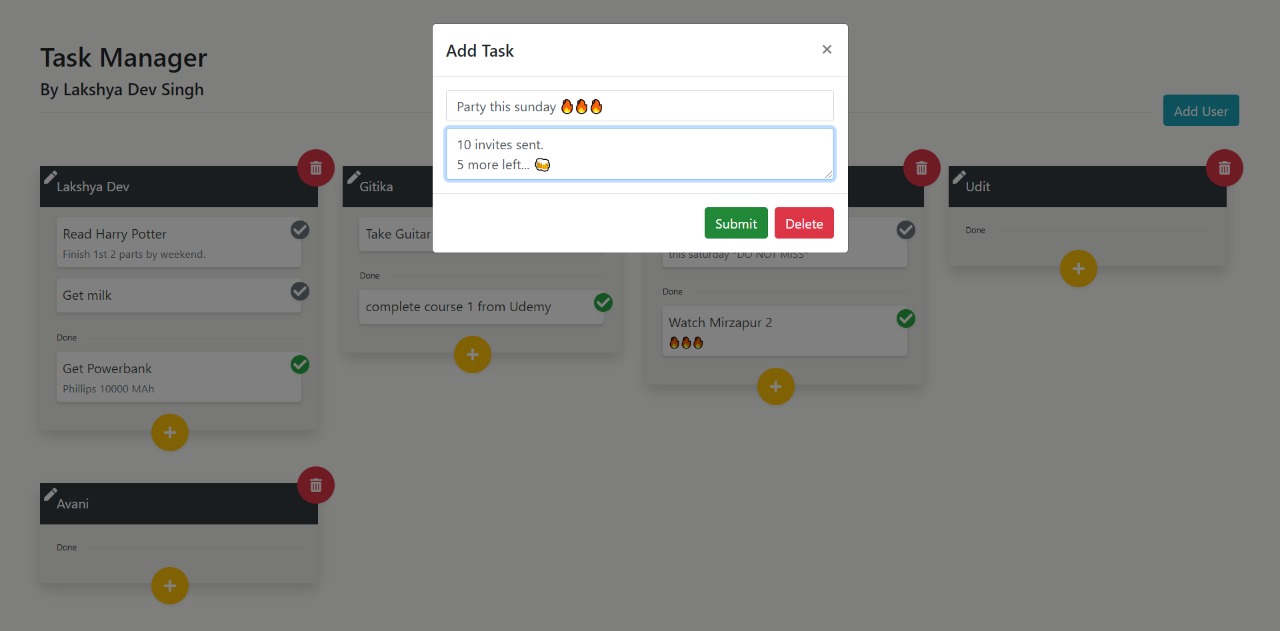 Task Manager
By Lakshya Dev Singh
Add User
Add Task
×
Party this sunday 🔥🔥🔥
10 invites sent.
5 more left... 🍻
Submit
Delete
Lakshya Dev
Read Harry Potter
Finish 1st 2 parts by weekend.
Get milk
Done
Get Powerbank
Phillips 10000 MAh
Gitika
Take Guitar
Done
complete course 1 from Udemy
this saturday "DO NOT MISS"
Done
Watch Mirzapur 2
🔥🔥🔥
Udit
Done
Avani
Done